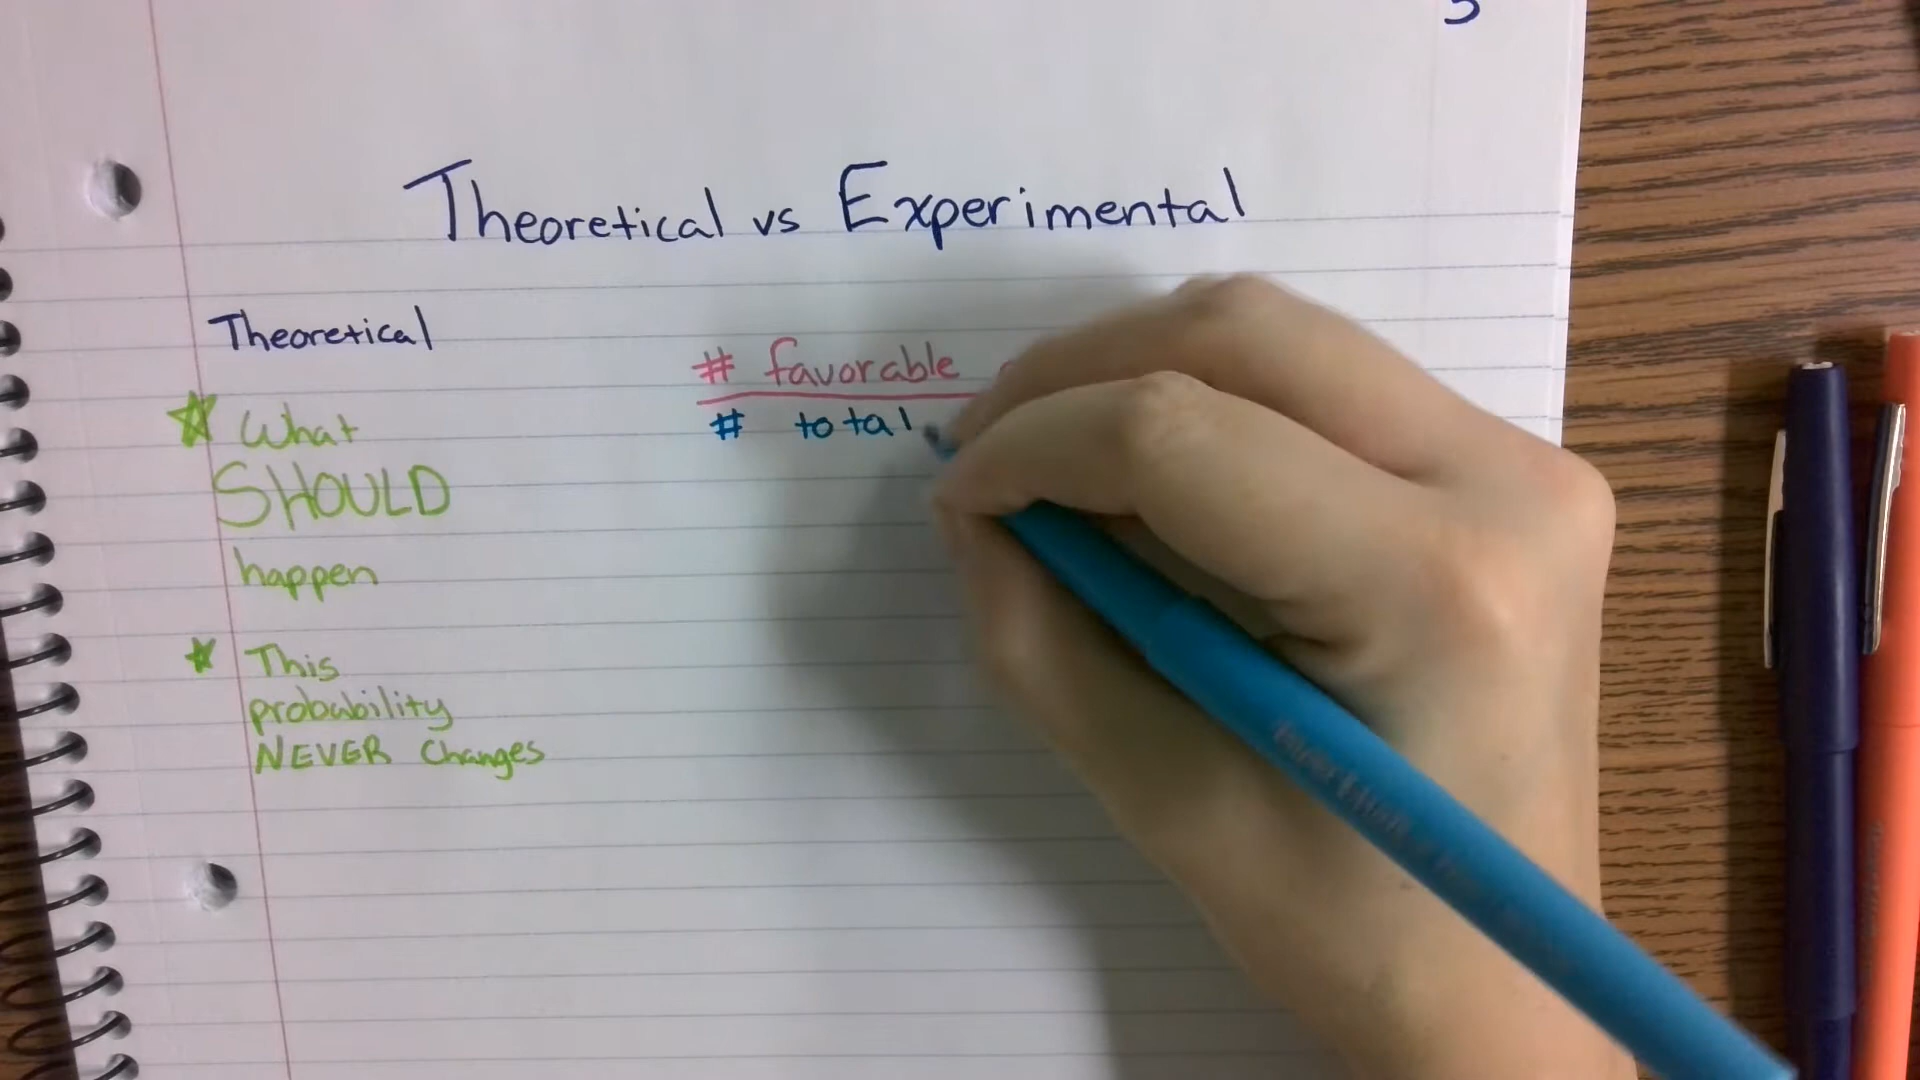 Theoretical vs Experimental
Theoretical
What
SHOULD
happen
This
probability
NEVER Changes
# favorable
# total